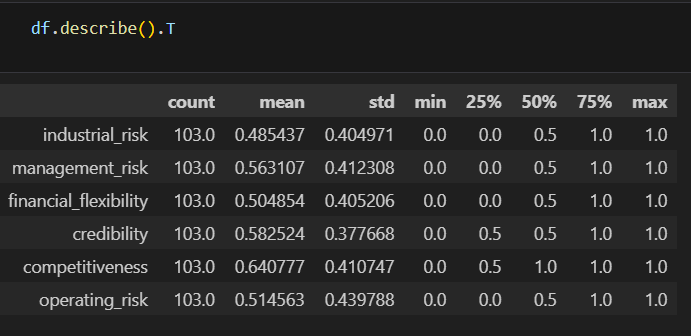 df.describe().T
count mean std min 25% 50% 75% max
industrial_risk 103.0 0.485437 0.404971 0.0 0.0 0.5 1.0 1.0
management_risk 103.0 0.563107 0.412308 0.0 0.0 0.5 1.0 1.0
financial_flexibility 103.0 0.504854 0.405206 0.0 0.0 0.5 1.0 1.0
credibility 103.0 0.582524 0.377668 0.0 0.5 0.5 1.0 1.0
competitiveness 103.0 0.640777 0.410747 0.0 0.5 1.0 1.0 1.0
operating_risk 103.0 0.514563 0.439788 0.0 0.0 0.5 1.0 1.0